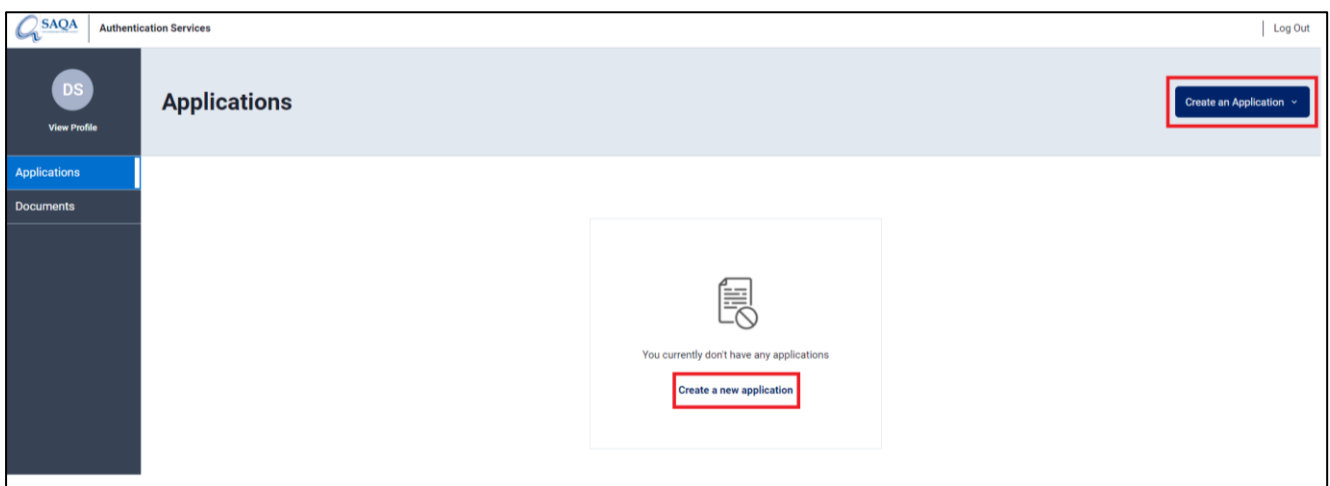 SAQA
Authentication Services
Log Out
DS
View Profile
Applications
Create an Application
Applications
Documents
You currently don't have any applications
Create a new application